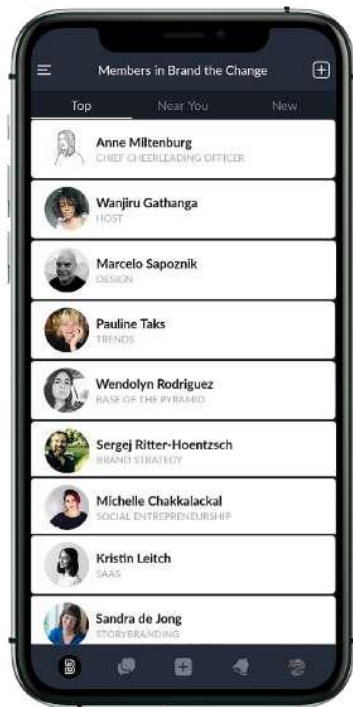 Members in Brand the Change
Top Near You New
Anne Miltenburg
CHIEF CHEERLEADING OFFICER
Wanjiru Gathanga
HOST
Marcelo Sapoznik
DESIGN
Pauline Taks
TRENDS
Wendolyn Rodriguez
BASE OF THE PYRAMID
Sergej Ritter-Hoentzsch
BRAND STRATEGY
Michelle Chakkalackal
SOCIAL ENTREPRENEURSHIP
Kristin Leitch
SAAS
Sandra de Jong
STORYBRANDING